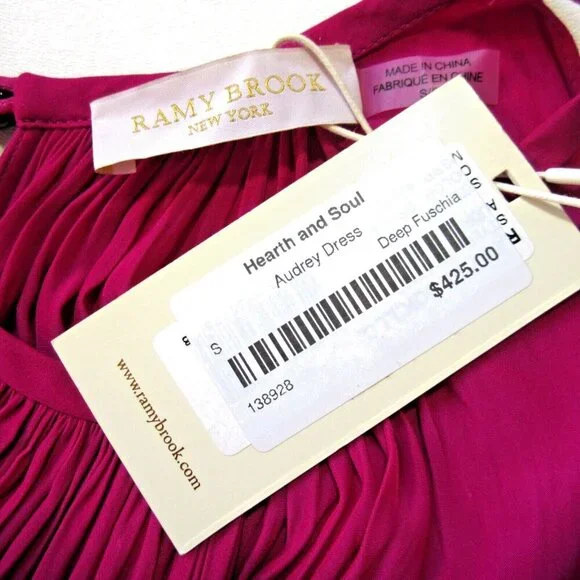 RAMY BROOK
NEW YORK
MADE IN CHINA
FABRIQUÉ EN CHINE
Hearth and Soul
Audrey Dress
Deep Fuschia
$425.00
S
138928
www.ramybrook.com